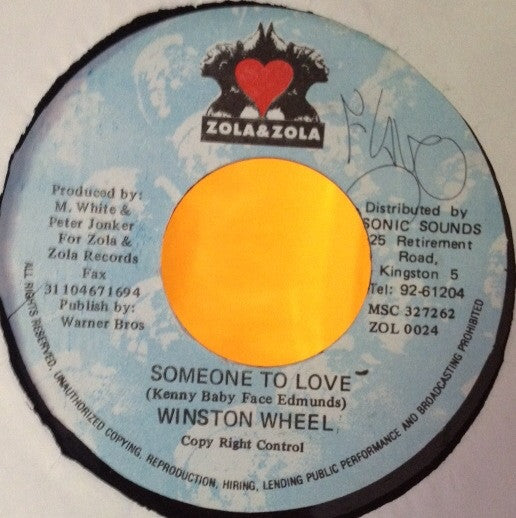 ZOLA&ZOLA
Produced by:
M. White &
Peter Jonker
For Zola &
Zola Records
Fax
31104671694
Publish by:
Warner Bros
Distributed by
SONIC SOUNDS
25 Retirement
Road,
Kingston 5
Tel: 92-61204
MSC 327262
ZOL 0024
SOMEONE TO LOVE
(Kenny Baby Face Edmunds)
WINSTON WHEEL
Copy Right Control
ALL RIGHTS RESERVED, UNAUTHORIZED COPYING, REPRODUCTION, HIRING, LENDING PUBLIC PERFORMANCE AND BROADCASTING PROHIBITED